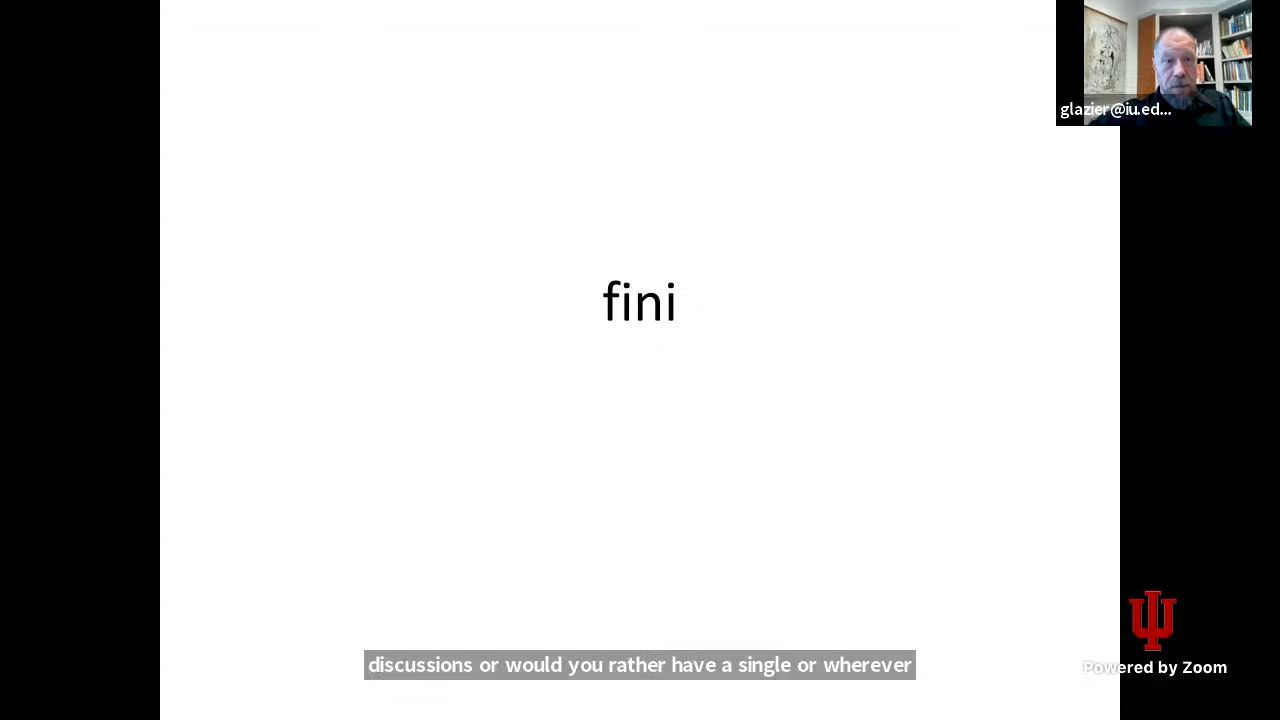 glazier@iu.ed...
fini
discussions or would you rather have a single or wherever
Powered by Zoom